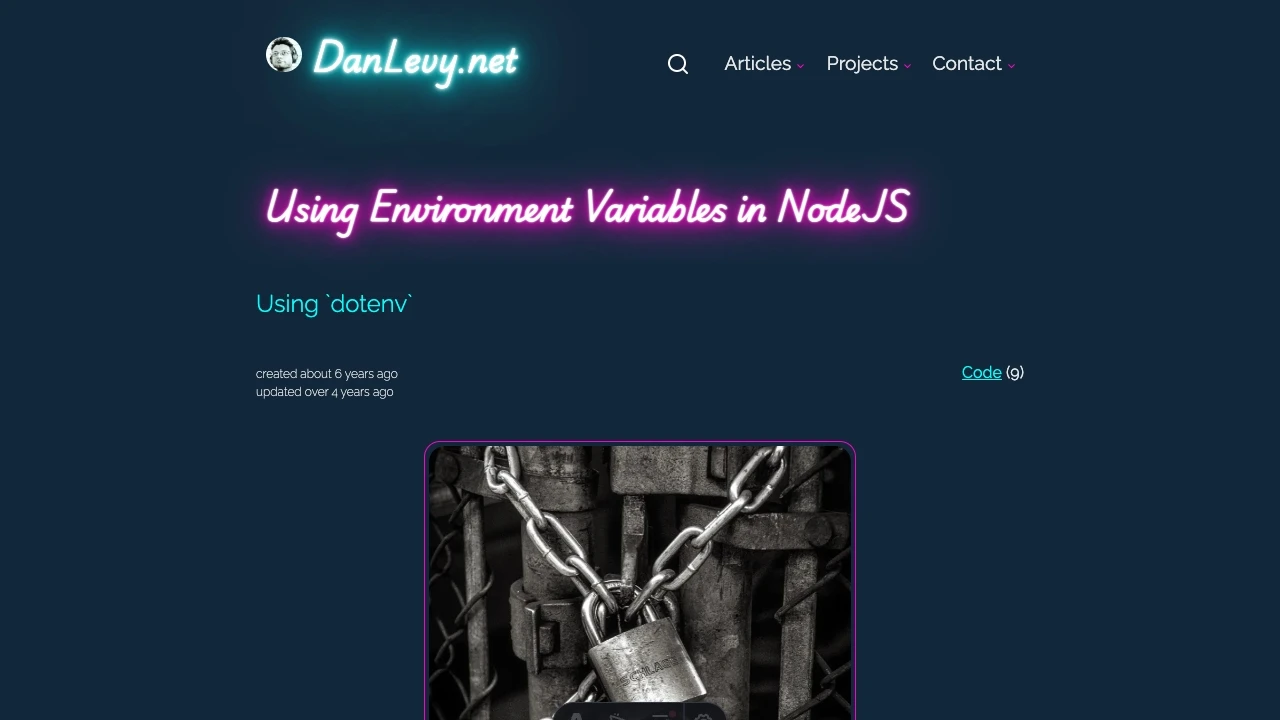 DanLevy.net
Articles
Projects
Contact
Using Environment Variables in NodeJS
Using `dotenv`
created about 6 years ago
updated over 4 years ago
Code (9)